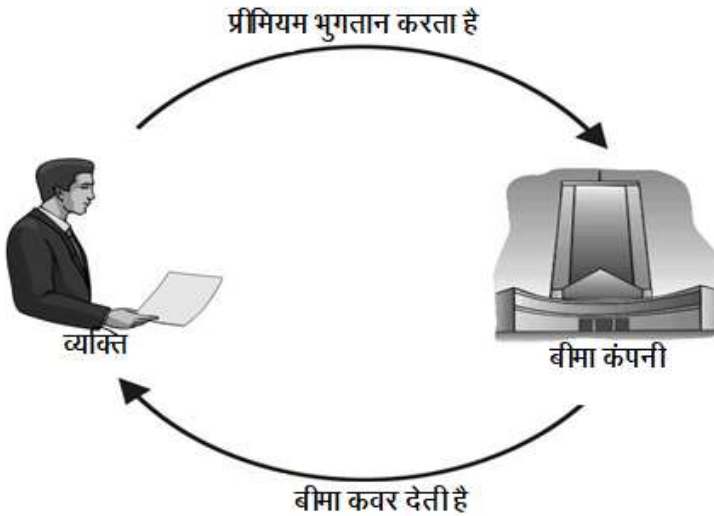 प्रीमियम भुगतान करता है
व्यक्ति
बीमा कंपनी
बीमा कवर देती है